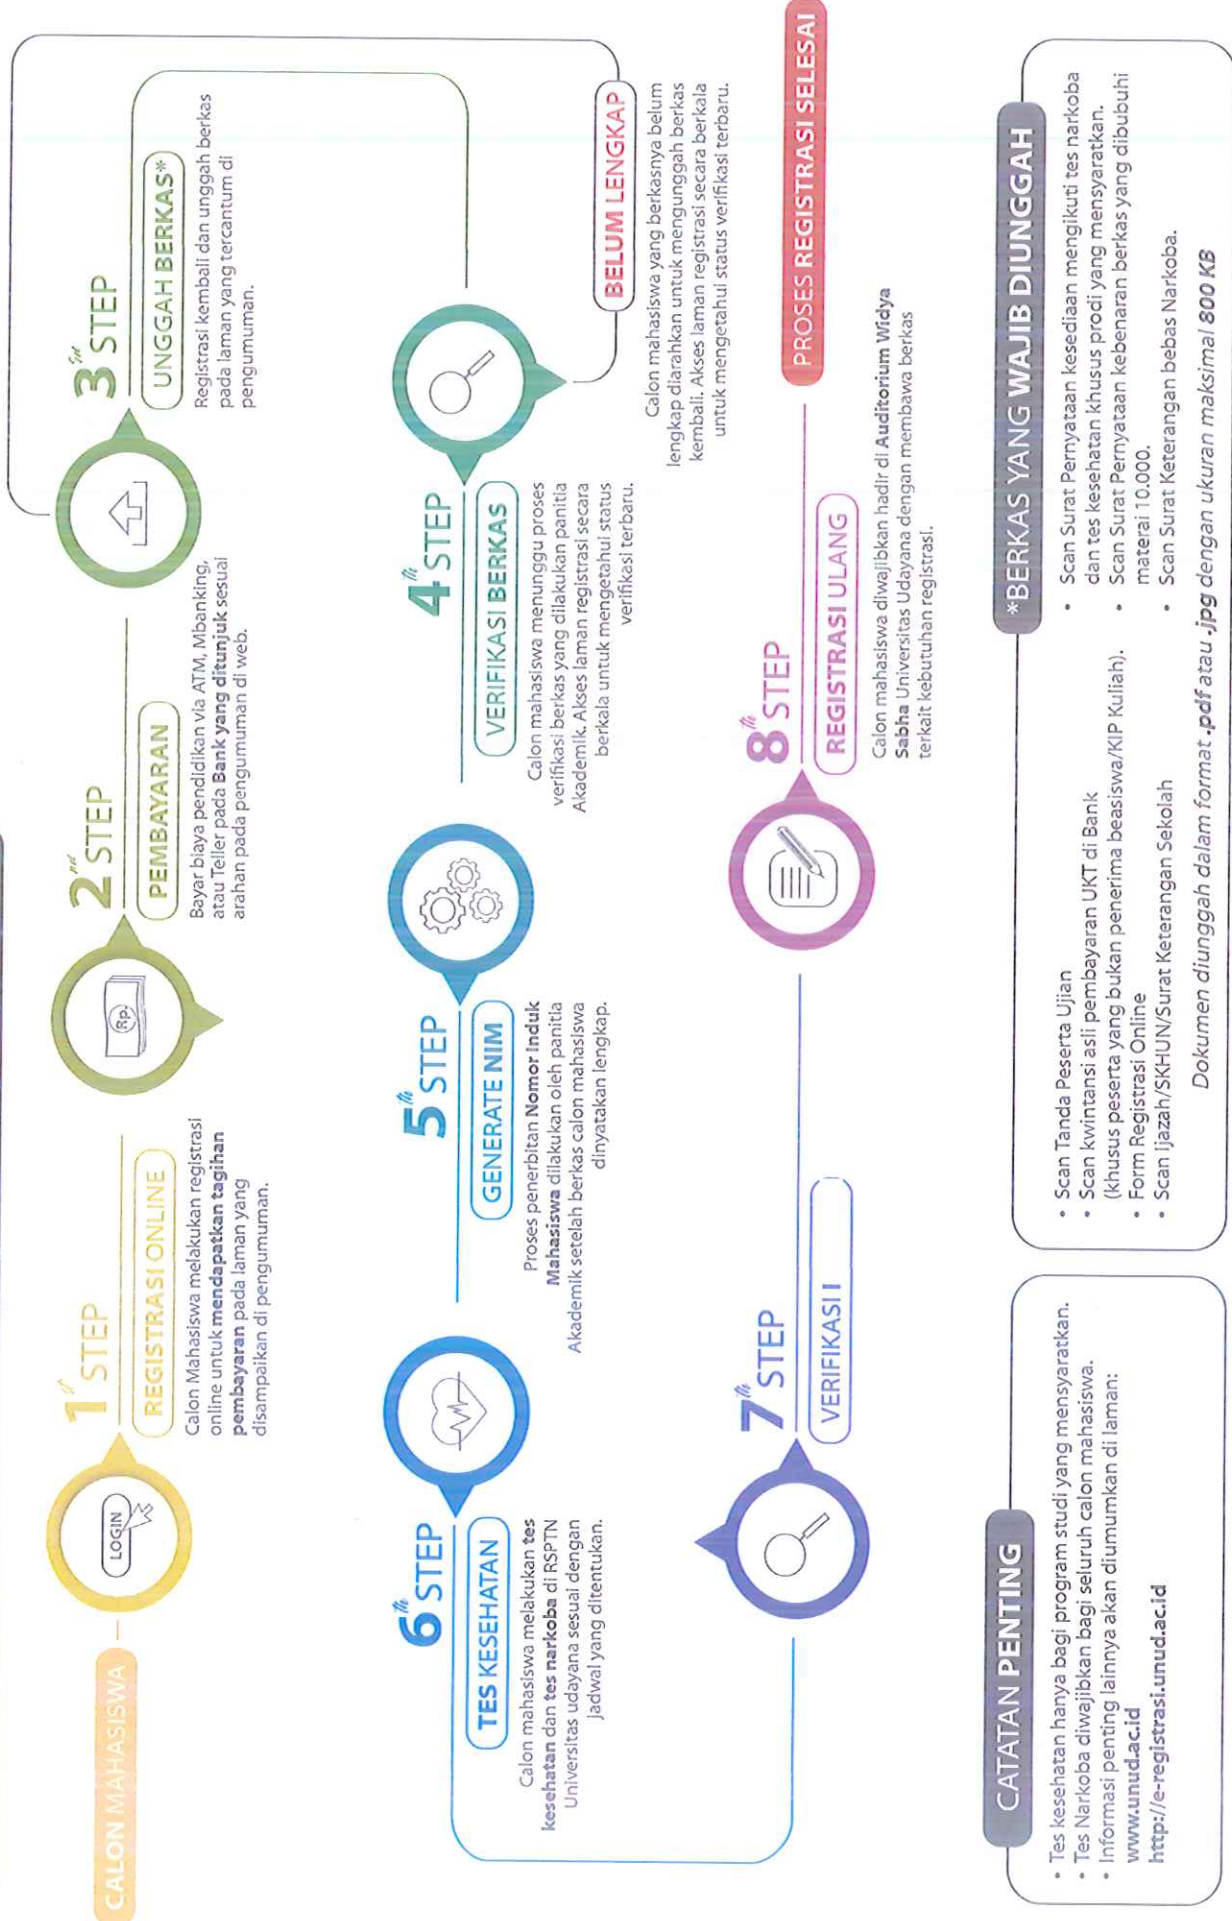 CALON MAHASISWA
LOGIN
1st STEP
REGISTRASI ONLINE
Calon Mahasiswa melakukan registrasi
online untuk mendapatkan tagihan
pembayaran pada laman yang
disampaikan di pengumuman.
Rp.
2nd STEP
PEMBAYARAN
Bayar biaya pendidikan via ATM, Mbanking,
atau Teller pada Bank yang ditunjuk sesuai
arahan pada pengumuman di web.
3rd STEP
UNGGAH BERKAS*
Registrasi kembali dan unggah berkas
pada laman yang tercantum di
pengumuman.
4th STEP
VERIFIKASI BERKAS
Calon mahasiswa menunggu proses
verifikasi berkas yang dilakukan panitia
Akademik. Akses laman registrasi secara
berkala untuk mengetahui status
verifikasi terbaru.
BELUM LENGKAP
Calon mahasiswa yang berkasnya belum
lengkap diarahkan untuk mengunggah berkas
kembali. Akses laman registrasi secara berkala
untuk mengetahui status verifikasi terbaru.
5th STEP
GENERATE NIM
Proses penerbitan Nomor Induk
Mahasiswa dilakukan oleh panitia
Akademik setelah berkas calon mahasiswa
dinyatakan lengkap.
6th STEP
TES KESEHATAN
Calon mahasiswa melakukan tes
kesehatan dan tes narkoba di RSPTN
Universitas udayana sesuai dengan
jadwal yang ditentukan.
7th STEP
VERIFIKASI I
8th STEP
REGISTRASI ULANG
Calon mahasiswa diwajibkan hadir di Auditorium Widya
Sabha Universitas Udayana dengan membawa berkas
terkait kebutuhan registrasi.
PROSES REGISTRASI SELESAI
CATATAN PENTING
• Tes kesehatan hanya bagi program studi yang mensyaratkan.
• Tes Narkoba diwajibkan bagi seluruh calon mahasiswa.
• Informasi penting lainnya akan diumumkan di laman:
www.unud.ac.id
http://e-registrasi.unud.ac.id
*BERKAS YANG WAJIB DIUNGGAH
• Scan Tanda Peserta Ujian
• Scan kwintansi asli pembayaran UKT di Bank
(khusus peserta yang bukan penerima beasiswa/KIP Kuliah).
• Form Registrasi Online
• Scan Ijazah/SKHUN/Surat Keterangan Sekolah
• Scan Surat Pernyataan kesediaan mengikuti tes narkoba
dan tes kesehatan khusus prodi yang mensyaratkan.
• Scan Surat Pernyataan kebenaran berkas yang dibubuhi
materai 10.000.
• Scan Surat Keterangan bebas Narkoba.
Dokumen diunggah dalam format .pdf atau .jpg dengan ukuran maksimal 800 KB